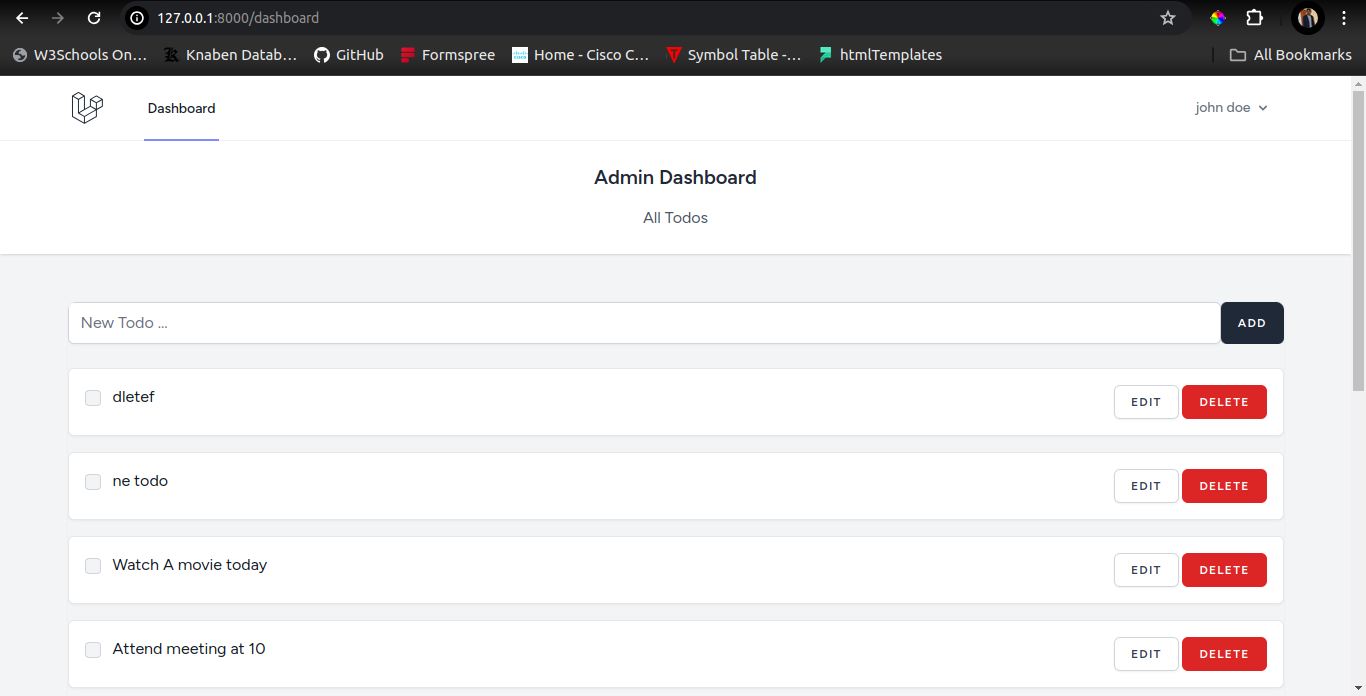 127.0.0.1:8000/dashboard
W3Schools On... Knaben Datab... GitHub Formspree Home - Cisco C... Symbol Table -... htmlTemplates All Bookmarks
Dashboard john doe
Admin Dashboard
All Todos
New Todo ... ADD
dletef EDIT DELETE
ne todo EDIT DELETE
Watch A movie today EDIT DELETE
Attend meeting at 10 EDIT DELETE